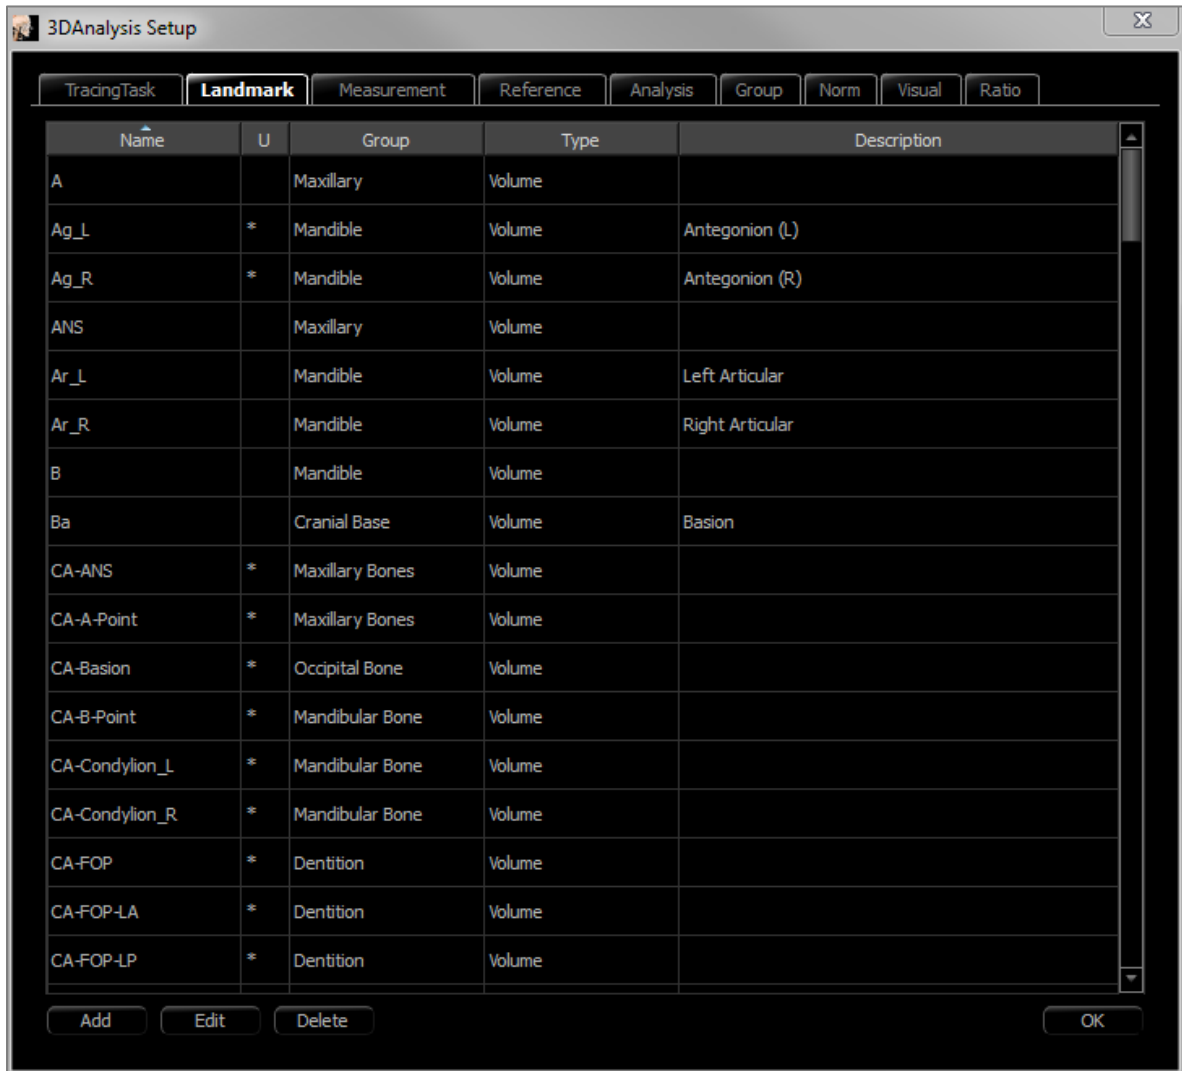 3DAnalysis Setup
TracingTask Landmark Measurement Reference Analysis Group Norm Visual Ratio
Name U Group Type Description
A Maxillary Volume
Ag_L * Mandible Volume Antegonion (L)
Ag_R * Mandible Volume Antegonion (R)
ANS Maxillary Volume
Ar_L Mandible Volume Left Articular
Ar_R Mandible Volume Right Articular
B Mandible Volume
Ba Cranial Base Volume Basion
CA-ANS * Maxillary Bones Volume
CA-A-Point * Maxillary Bones Volume
CA-Basion * Occipital Bone Volume
CA-B-Point * Mandibular Bone Volume
CA-Condylion_L * Mandibular Bone Volume
CA-Condylion_R * Mandibular Bone Volume
CA-FOP * Dentition Volume
CA-FOP-LA * Dentition Volume
CA-FOP-LP * Dentition Volume
Add Edit Delete OK